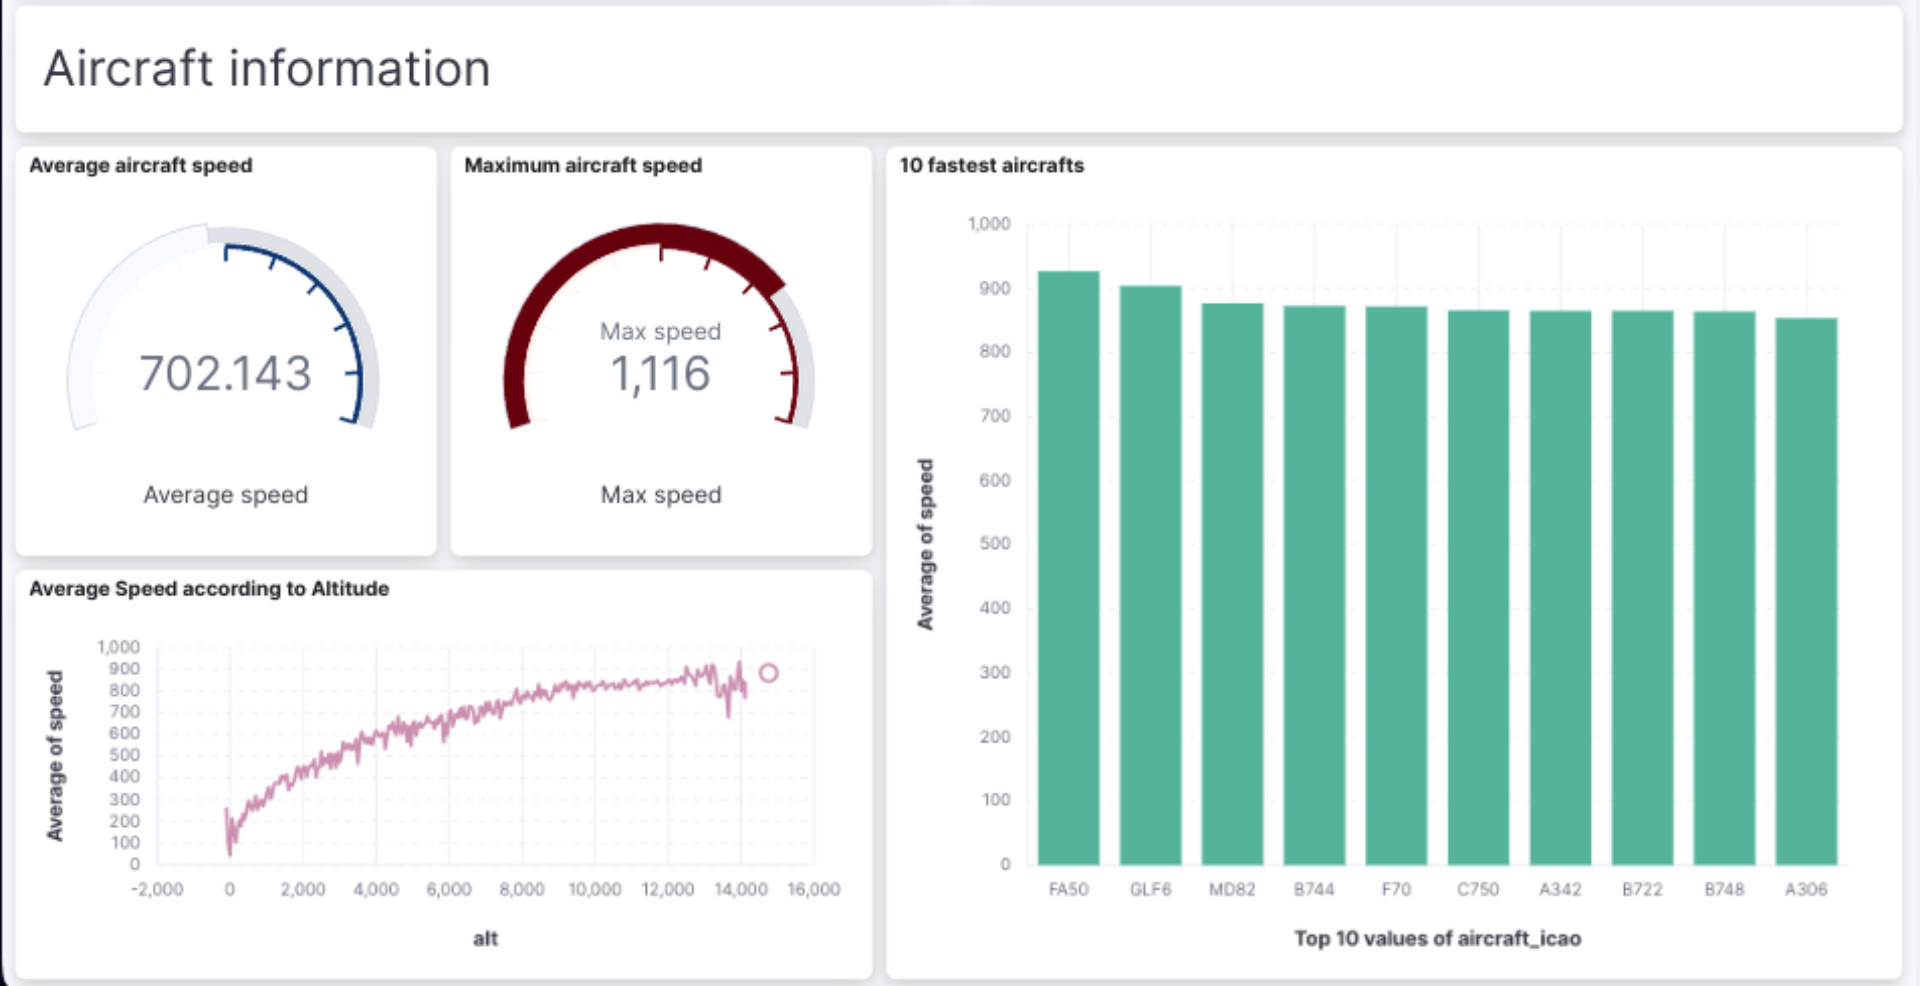 Aircraft information
Average aircraft speed
702.143
Average speed
Maximum aircraft speed
Max speed
1,116
Max speed
10 fastest aircrafts
1,000
900
800
700
600
500
400
300
200
100
0
Average of speed
FA50 GLF6 MD82 B744 F70 C750 A342 B722 B748 A306
Top 10 values of aircraft_icao
Average Speed according to Altitude
1,000
900
800
700
600
500
400
300
200
100
0
Average of speed
-2,000 0 2,000 4,000 6,000 8,000 10,000 12,000 14,000 16,000
alt